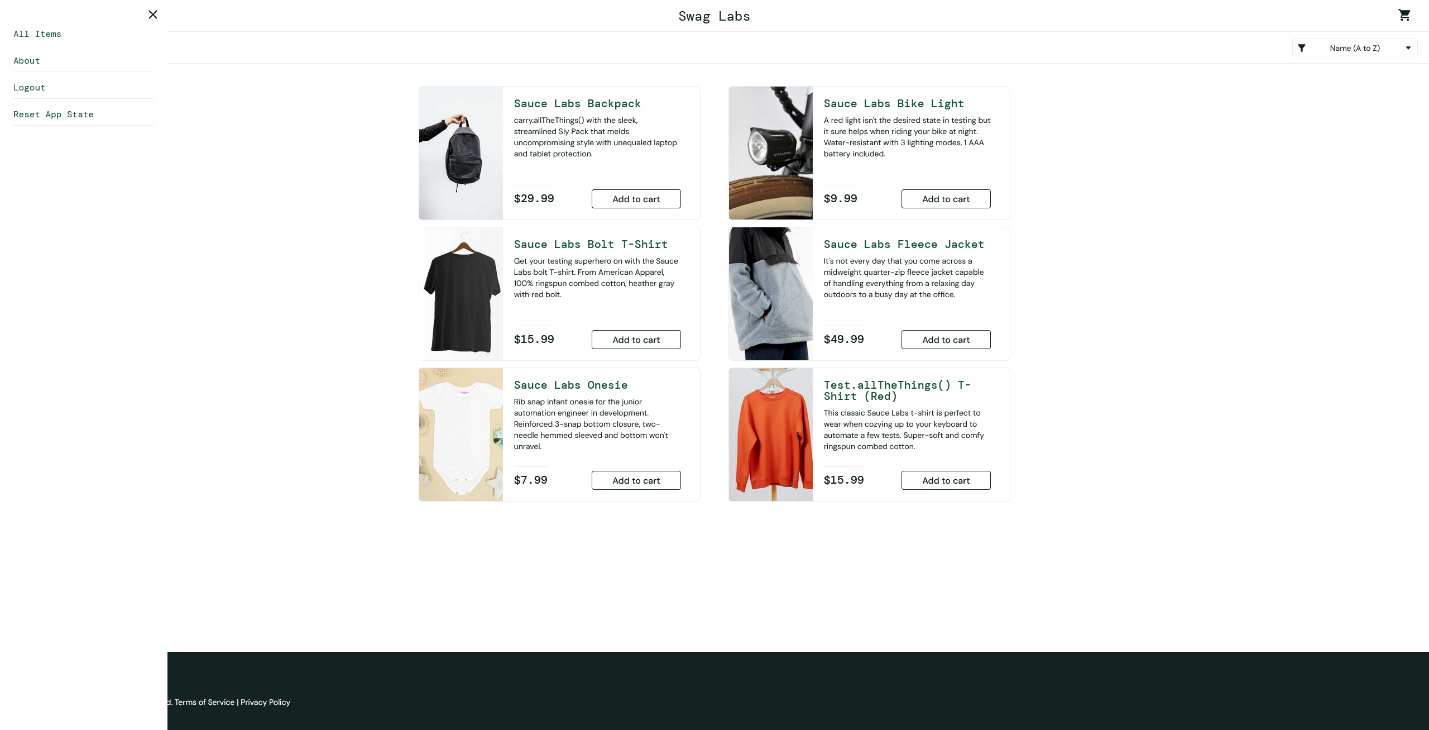 All Items
About
Logout
Reset App State
Swag Labs
Name (A to Z)
Sauce Labs Backpack
carry.allTheThings() with the sleek,
streamlined Sly Pack that melds
uncompromising style with unequaled laptop
and tablet protection.
$29.99
Add to cart
Sauce Labs Bike Light
A red light isn't the desired state in testing but
it sure helps when riding your bike at night.
Water-resistant with 3 lighting modes, 1 AAA
battery included.
$9.99
Add to cart
Sauce Labs Bolt T-Shirt
Get your testing superhero on with the Sauce
Labs bolt T-shirt. From American Apparel,
100% ringspun combed cotton, heather gray
with red bolt.
$15.99
Add to cart
Sauce Labs Fleece Jacket
It's not every day that you come across a
midweight quarter-zip fleece jacket capable
of handling everything from a relaxing day
outdoors to a busy day at the office.
$49.99
Add to cart
Sauce Labs Onesie
Rib snap infant onesie for the junior
automation engineer in development.
Reinforced 3-snap bottom closure, two-
needle hemmed sleeved and bottom won't
unravel.
$7.99
Add to cart
Test.allTheThings() T-
Shirt (Red)
This classic Sauce Labs t-shirt is perfect to
wear when cozying up to your keyboard to
automate a few tests. Super-soft and comfy
ringspun combed cotton.
$15.99
Add to cart
d. Terms of Service | Privacy Policy